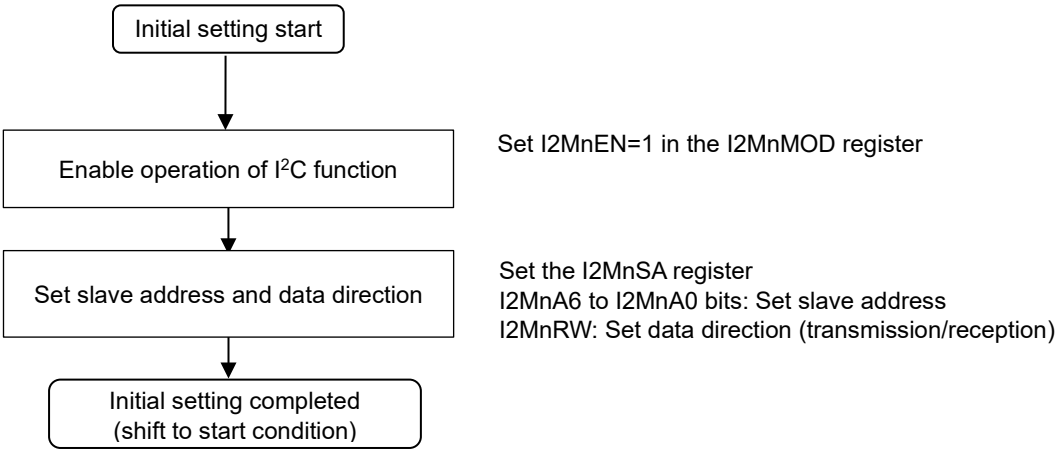 Initial setting start
Enable operation of I²C function
Set I2MnEN=1 in the I2MnMOD register
Set slave address and data direction
Set the I2MnSA register
I2MnA6 to I2MnA0 bits: Set slave address
I2MnRW: Set data direction (transmission/reception)
Initial setting completed
(shift to start condition)